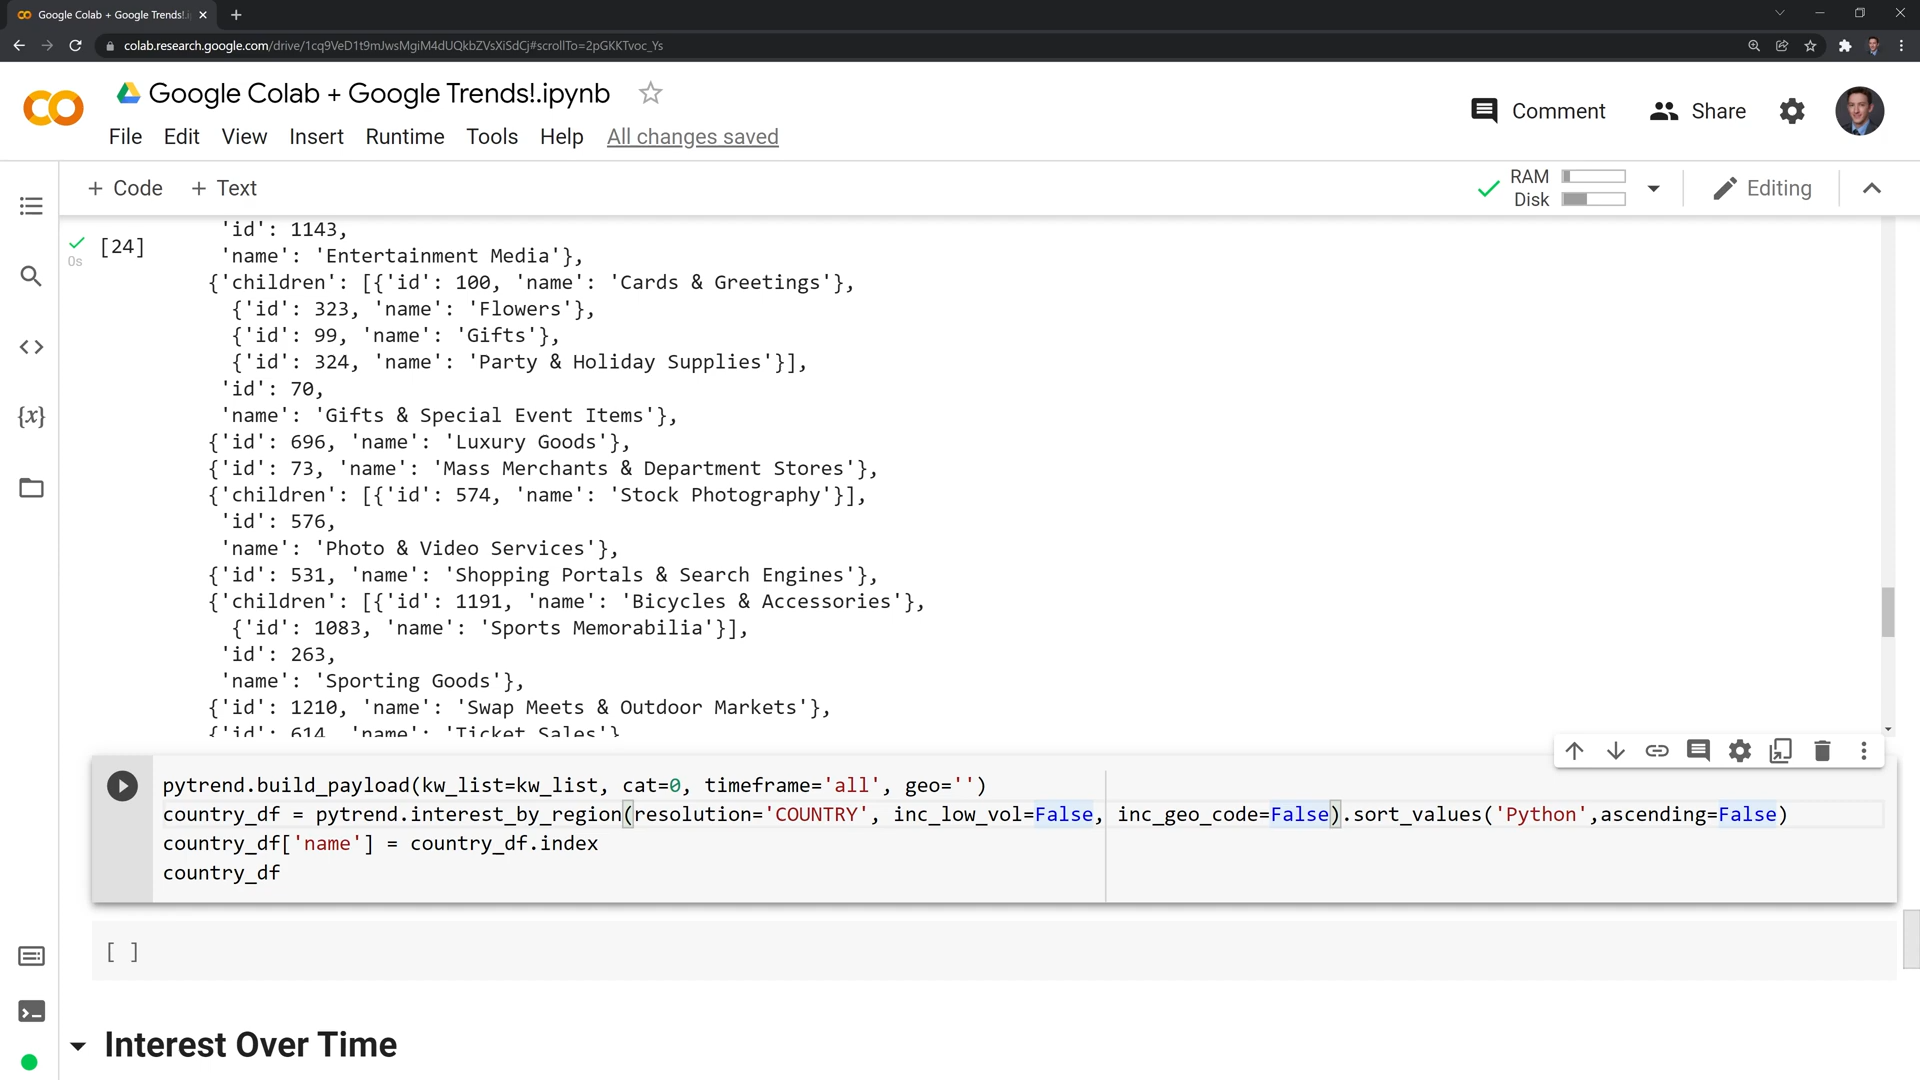 Google Colab + Google Trends!.i
colab.research.google.com/drive/1cq9VeD1t9mJwsMgiM4dUQkbZVsXiSdCj#scrollTo=2pGKKTvoc_Ys
Google Colab + Google Trends!.ipynb
Comment
Share
File Edit View Insert Runtime Tools Help All changes saved
+ Code + Text
RAM
Disk
Editing
[24]
0s
'id': 1143,
'name': 'Entertainment Media'},
{'children': [{'id': 100, 'name': 'Cards & Greetings'},
{'id': 323, 'name': 'Flowers'},
{'id': 99, 'name': 'Gifts'},
{'id': 324, 'name': 'Party & Holiday Supplies'}],
'id': 70,
'name': 'Gifts & Special Event Items'},
{'id': 696, 'name': 'Luxury Goods'},
{'id': 73, 'name': 'Mass Merchants & Department Stores'},
{'children': [{'id': 574, 'name': 'Stock Photography'}],
'id': 576,
'name': 'Photo & Video Services'},
{'id': 531, 'name': 'Shopping Portals & Search Engines'},
{'children': [{'id': 1191, 'name': 'Bicycles & Accessories'},
{'id': 1083, 'name': 'Sports Memorabilia'}],
'id': 263,
'name': 'Sporting Goods'},
{'id': 1210, 'name': 'Swap Meets & Outdoor Markets'},
{'id': 614, 'name': 'Ticket Sales'}
pytrend.build_payload(kw_list=kw_list, cat=0, timeframe='all', geo='')
country_df = pytrend.interest_by_region(resolution='COUNTRY', inc_low_vol=False, inc_geo_code=False).sort_values('Python',ascending=False)
country_df['name'] = country_df.index
country_df
[ ]
Interest Over Time